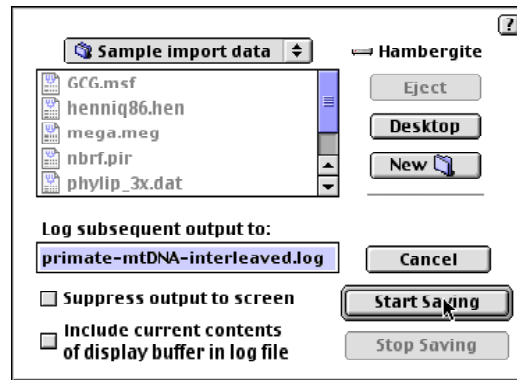 ?
Sample import data
Hambergite
GCG.msf
henniq86.hen
mega.meg
nbrf.pir
phylip_3x.dat
Eject
Desktop
New
Log subsequent output to:
primate-mtDNA-interleaved.log
Cancel
Suppress output to screen
Start Saving
Include current contents
of display buffer in log file
Stop Saving